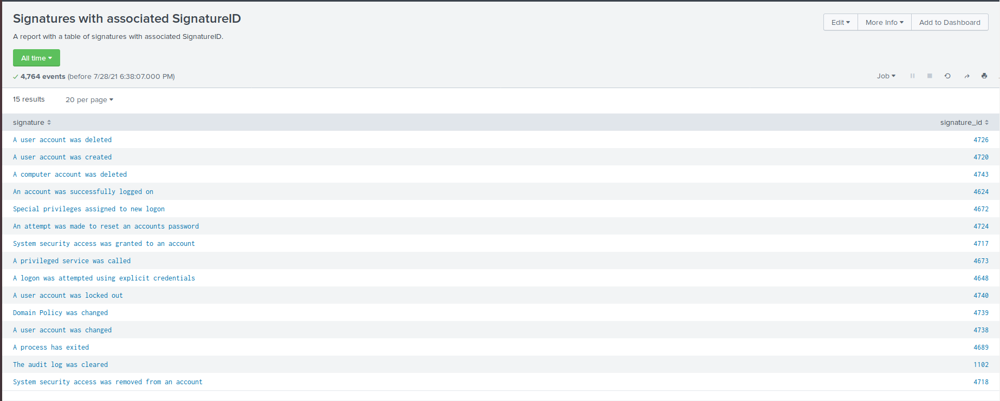 Signatures with associated SignatureID
Edit More Info Add to Dashboard
A report with a table of signatures with associated SignatureID.
All time
4,764 events (before 7/28/21 6:38:07.000 PM)
Job
15 results 20 per page
signature signature_id
A user account was deleted 4726
A user account was created 4720
A computer account was deleted 4743
An account was successfully logged on 4624
Special privileges assigned to new logon 4672
An attempt was made to reset an accounts password 4724
System security access was granted to an account 4717
A privileged service was called 4673
A logon was attempted using explicit credentials 4648
A user account was locked out 4740
Domain Policy was changed 4739
A user account was changed 4738
A process has exited 4689
The audit log was cleared 1102
System security access was removed from an account 4718